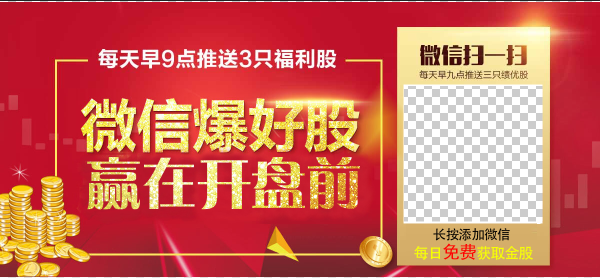 每天早9点推送3只福利股
微信爆好股
赢在开盘前
微信扫一扫
每天早九点推送三只绩优股
长按添加微信
每日免费获取金股